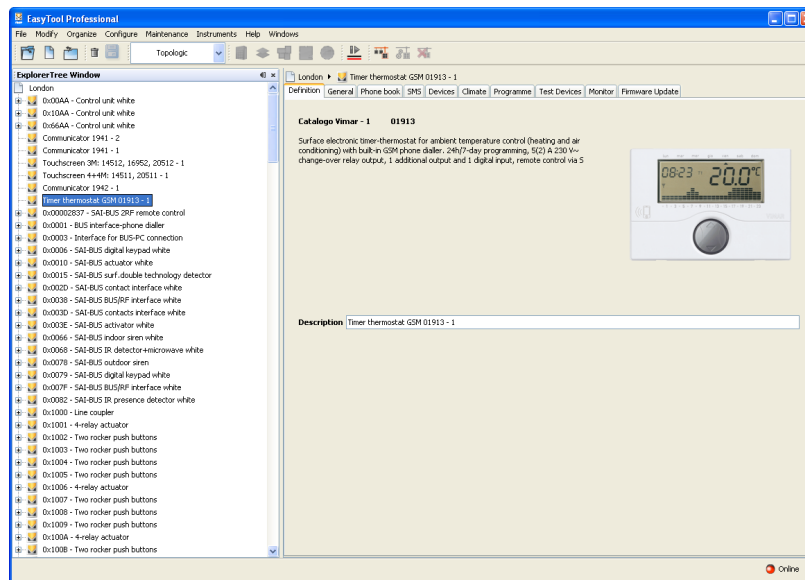 EasyTool Professional
File Modify Organize Configure Maintenance Instruments Help Windows
Topologic
ExplorerTree Window
London
0x00AA - Control unit white
0x10AA - Control unit white
0x66AA - Control unit white
Communicator 1941 - 2
Communicator 1941 - 1
Touchscreen 3M: 14512, 16952, 20512 - 1
Touchscreen 4+4M: 14511, 20511 - 1
Communicator 1942 - 1
Timer thermostat GSM 01913 - 1
0x00002837 - SAI-BUS 2RF remote control
0x0001 - BUS interface-phone dialler
0x0003 - Interface for BUS-PC connection
0x0006 - SAI-BUS digital keypad white
0x0010 - SAI-BUS actuator white
0x0015 - SAI-BUS surf.double technology detector
0x002D - SAI-BUS contact interface white
0x0038 - SAI-BUS BUS/RF interface white
0x003D - SAI-BUS contacts interface white
0x003E - SAI-BUS activator white
0x0066 - SAI-BUS indoor siren white
0x0068 - SAI-BUS IR detector+microwave white
0x0078 - SAI-BUS outdoor siren
0x0079 - SAI-BUS digital keypad white
0x007F - SAI-BUS BUS/RF interface white
0x0082 - SAI-BUS IR presence detector white
0x1000 - Line coupler
0x1001 - 4-relay actuator
0x1002 - Two rocker push buttons
0x1003 - Two rocker push buttons
0x1004 - Two rocker push buttons
0x1005 - Two rocker push buttons
0x1006 - 4-relay actuator
0x1007 - Two rocker push buttons
0x1008 - Two rocker push buttons
0x1009 - Two rocker push buttons
0x100A - 4-relay actuator
0x100B - Two rocker push buttons
London Timer thermostat GSM 01913 - 1
Definition General Phone book SMS Devices Climate Programme Test Devices Monitor Firmware Update
Catalogo Vimar - 1 01913
Surface electronic timer-thermostat for ambient temperature control (heating and air
conditioning) with built-in GSM phone dialler. 24h/7-day programming, 5(2) A 230 V~
change-over relay output, 1 additional output and 1 digital input, remote control via S
08:23 20.0°C
Description Timer thermostat GSM 01913 - 1
Online